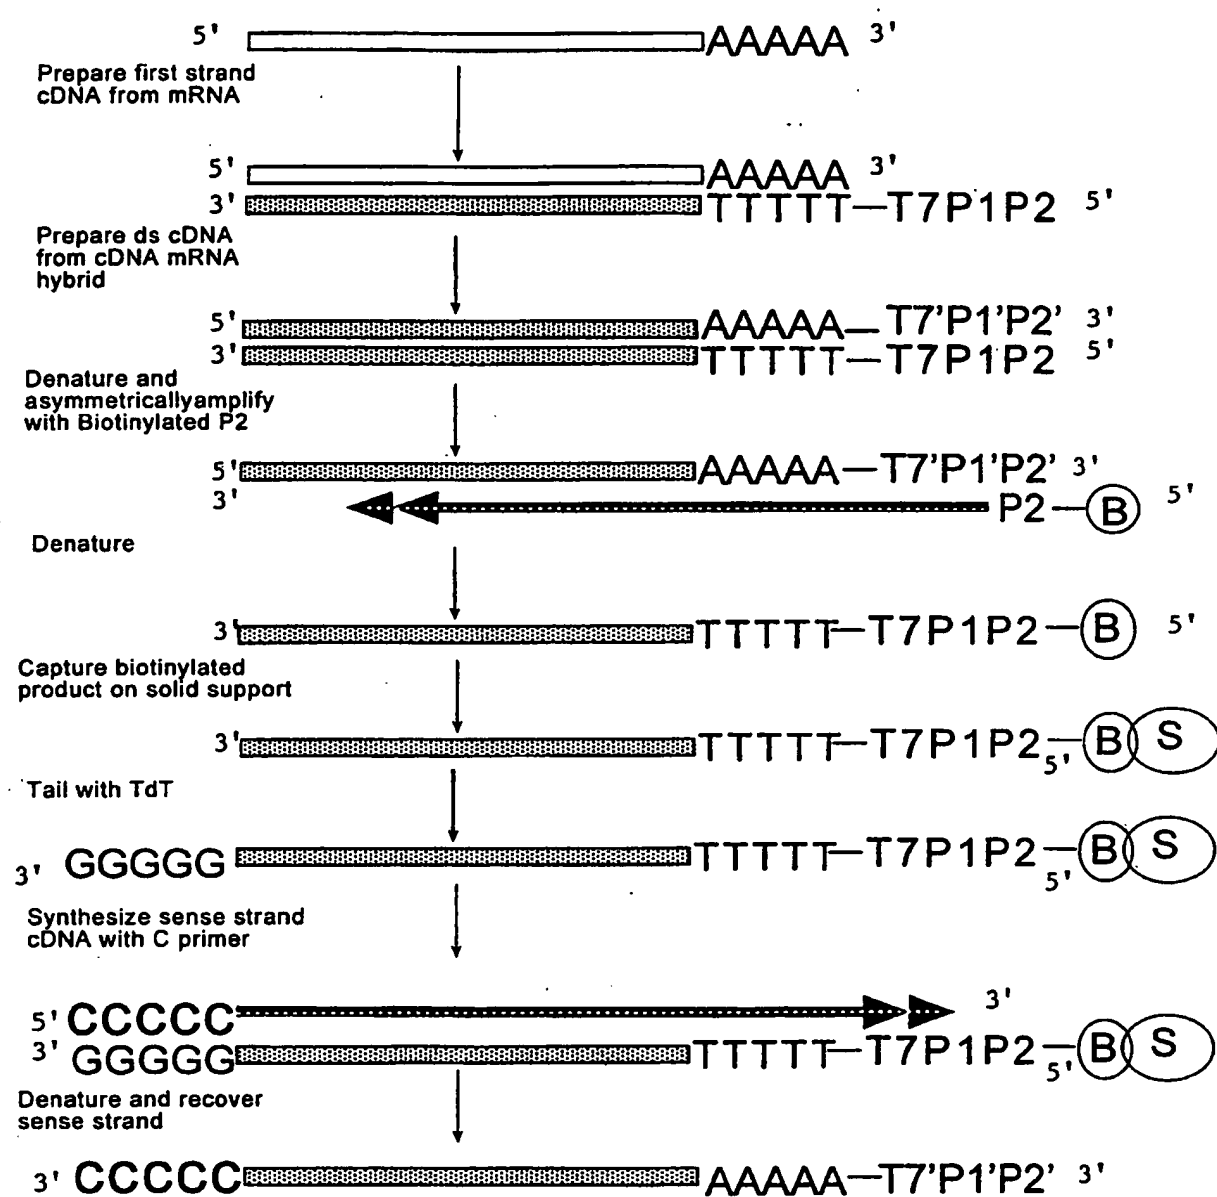 5' AAAAA 3'
Prepare first strand
cDNA from mRNA
5' AAAAA 3'
3' TTTTT—T7P1P2 5'
Prepare ds cDNA
from cDNA mRNA
hybrid
5' AAAAA— T7'P1'P2' 3'
3' TTTTT—T7P1P2 5'
Denature and
asymmetricallyamplify
with Biotinylated P2
5' AAAAA—T7'P1'P2' 3'
3' P2—B 5'
Denature
3' TTTTT—T7P1P2—B 5'
Capture biotinylated
product on solid support
3' TTTTT—T7P1P2—B S
5'
Tail with TdT
3' GGGGG TTTTT—T7P1P2—B S
5'
Synthesize sense strand
cDNA with C primer
5' CCCCC 3'
3' GGGGG TTTTT—T7P1P2—B S
5'
Denature and recover
sense strand
3' CCCCC AAAAA—T7'P1'P2' 3'